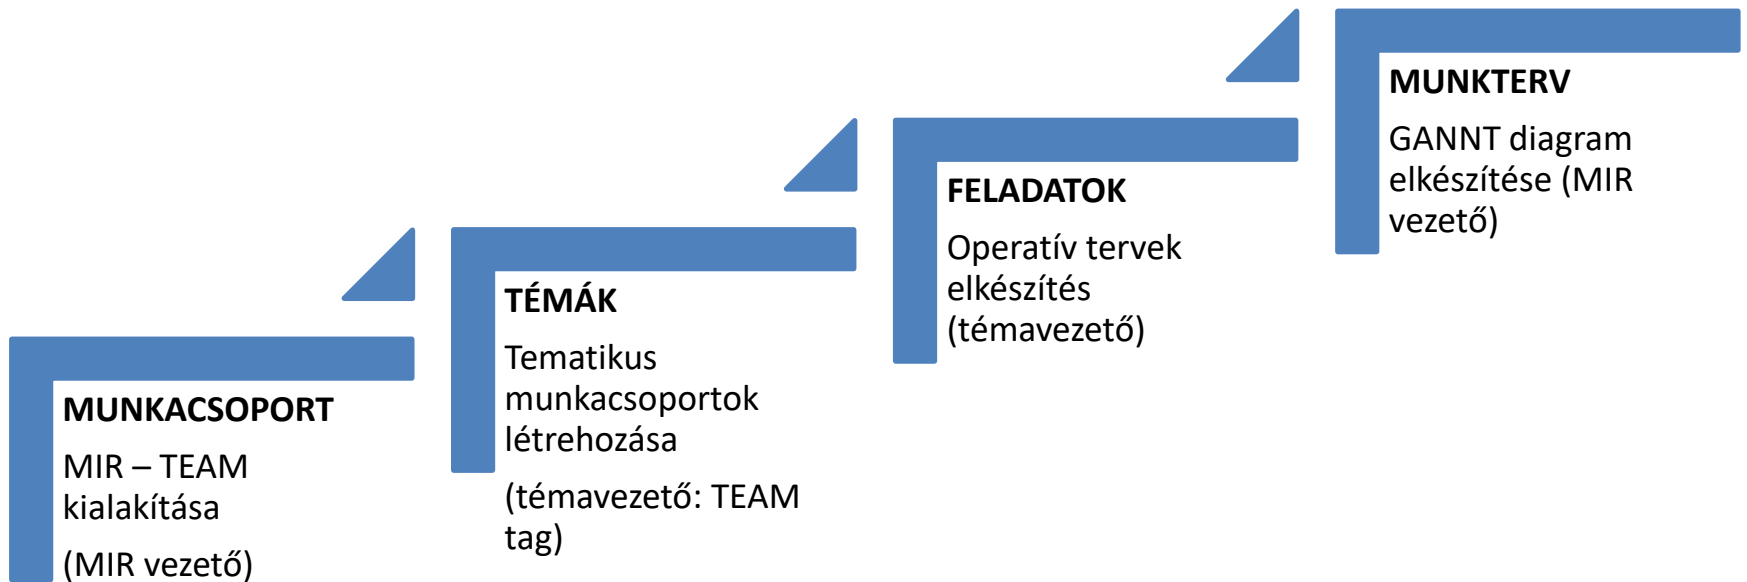 MUNKACSOPORT
MIR – TEAM
kialakítása
(MIR vezető)
TÉMÁK
Tematikus
munkacsoportok
létrehozása
(témavezető: TEAM
tag)
FELADATOK
Operatív tervek
elkészítés
(témavezető)
MUNKTERV
GANNT diagram
elkészítése (MIR
vezető)